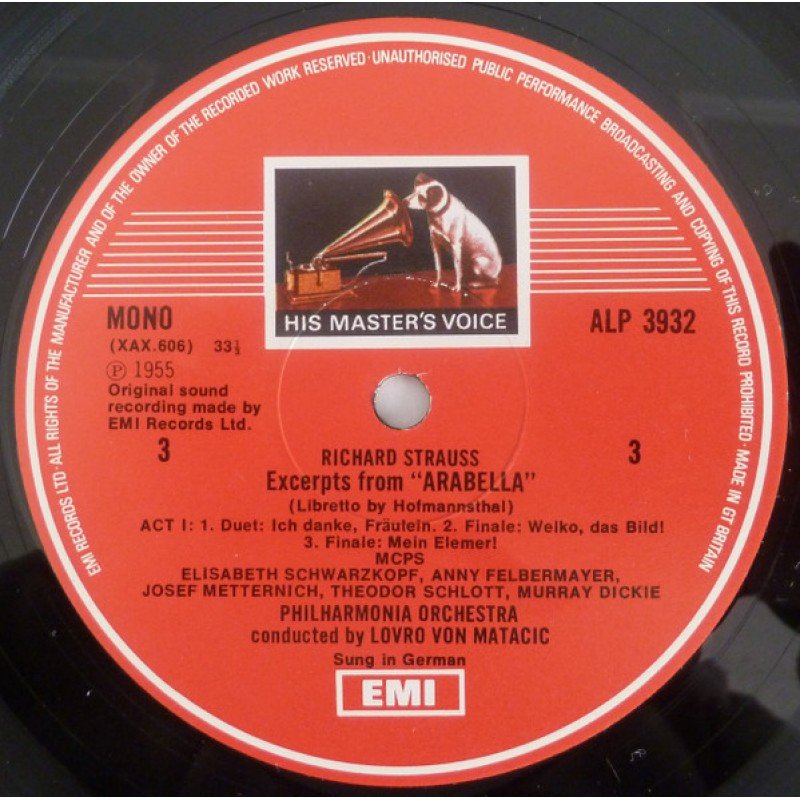 EMI RECORDS LTD · ALL RIGHTS OF THE MANUFACTURER AND OF THE OWNER OF THE RECORDED WORK RESERVED · UNAUTHORISED PUBLIC PERFORMANCE BROADCASTING AND COPYING OF THIS RECORD PROHIBITED · MADE IN GT BRITAIN
HIS MASTER'S VOICE
MONO
ALP 3932
(XAX.606) 33⅓
Ⓟ 1955
Original sound
recording made by
EMI Records Ltd.
3 3
RICHARD STRAUSS
Excerpts from "ARABELLA"
(Libretto by Hofmannsthal)
ACT I: 1. Duet: Ich danke, Fräutein. 2. Finale: Welko, das Bild!
3. Finale: Mein Elemer!
MCPS
ELISABETH SCHWARZKOPF, ANNY FELBERMAYER,
JOSEF METTERNICH, THEODOR SCHLOTT, MURRAY DICKIE
PHILHARMONIA ORCHESTRA
conducted by LOVRO VON MATACIC
Sung in German
EMI